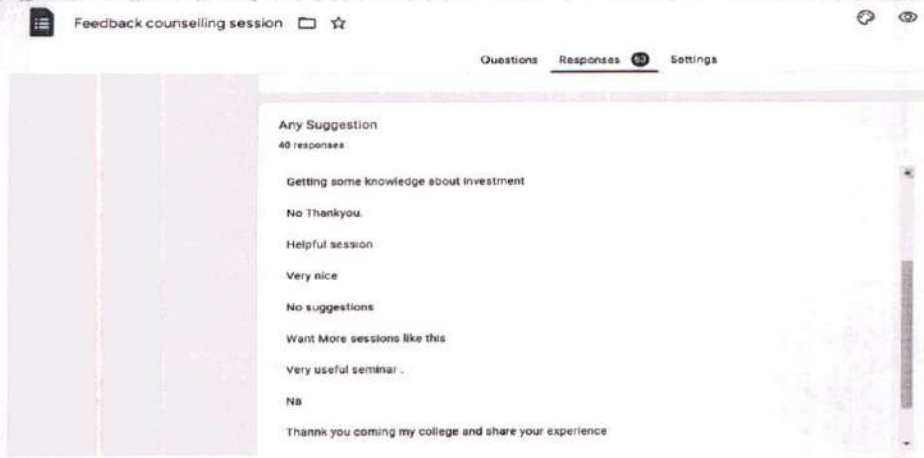 Feedback counselling session
Questions Responses 53 Settings
Any Suggestion
40 responses
Getting some knowledge about investment
No Thankyou.
Helpful session
Very nice
No suggestions
Want More sessions like this
Very useful seminar .
Na
Thannk you coming my college and share your experience